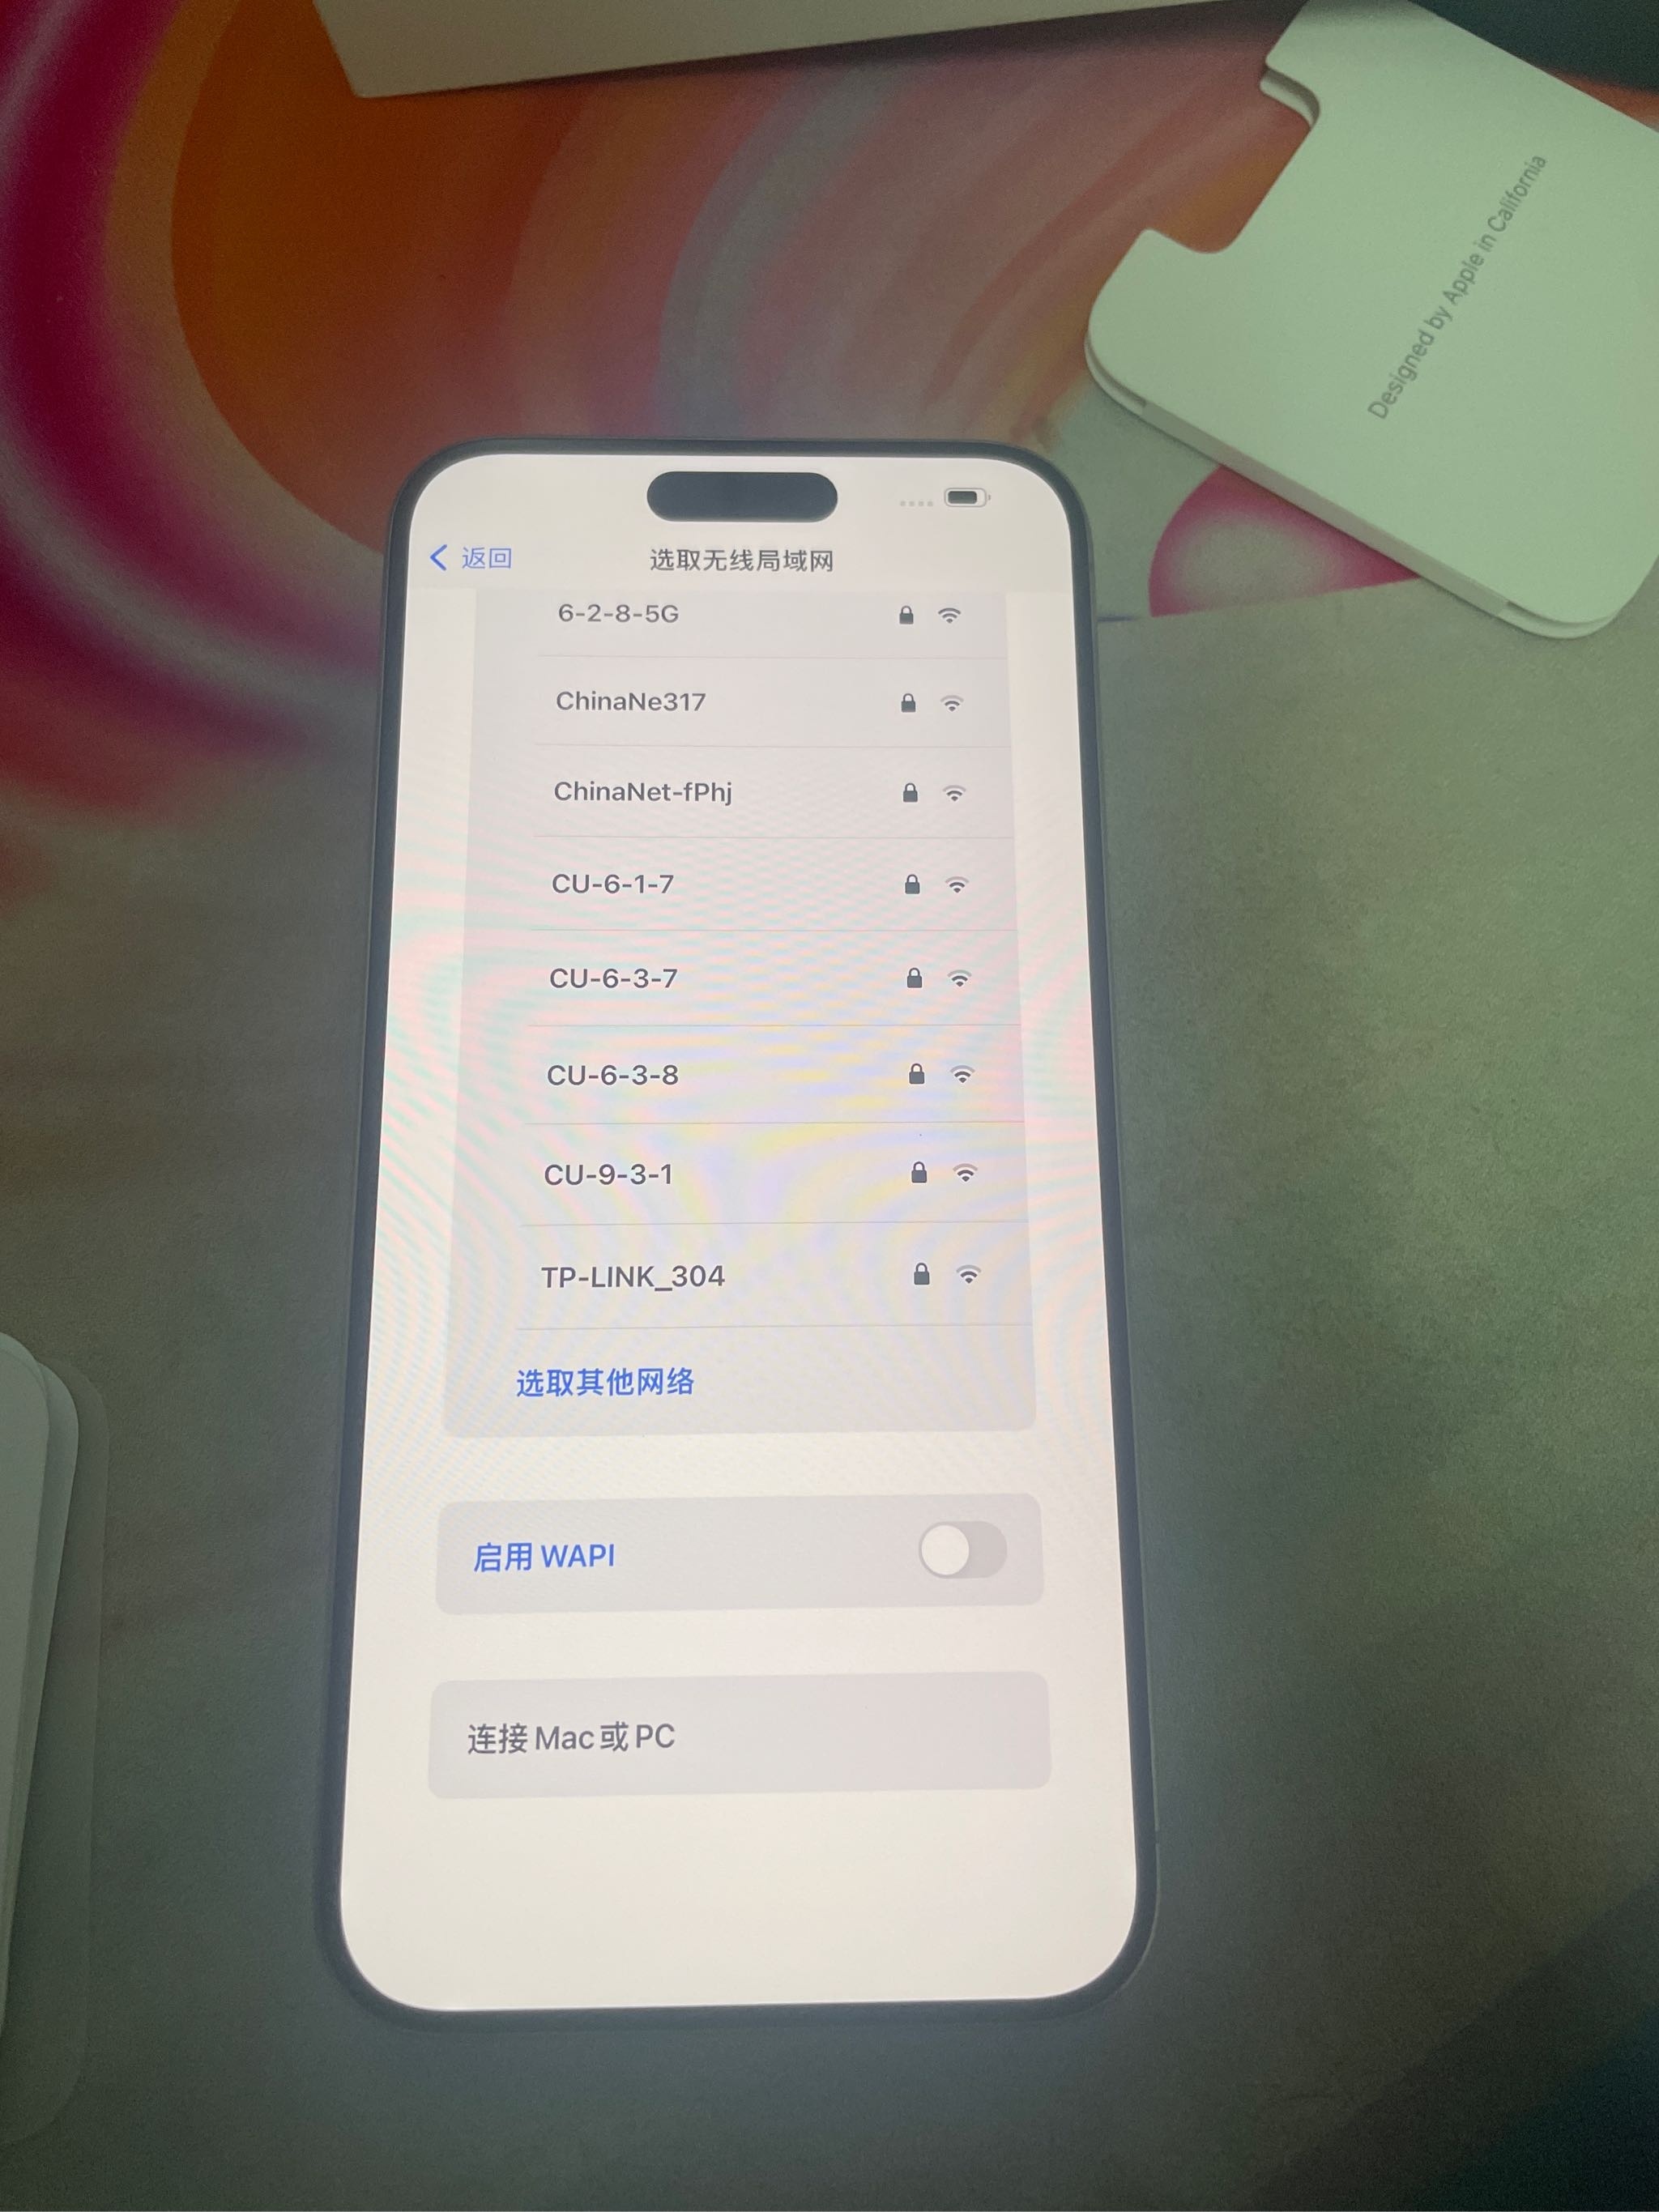 Designed by Apple in California
返回
选取无线局域网
6-2-8-5G
ChinaNe317
ChinaNet-fPhj
CU-6-1-7
CU-6-3-7
CU-6-3-8
CU-9-3-1
TP-LINK_304
选取其他网络
启用 WAPI
连接 Mac 或 PC